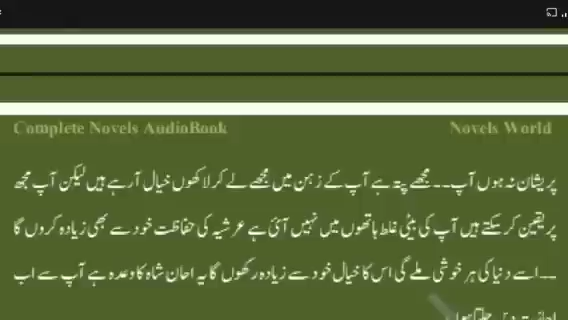 Complete Novels AudioBook Novels World
پریشان نہ ہوں آپ۔۔ مجھے پتہ ہے آپ کے زہن میں مجھے لے کر لاکھوں خیال آرہے ہیں لیکن آپ مجھ
پر یقین کر سکتے ہیں آپ کی بیٹی غلط ہاتھوں میں نہیں آئی ہے عرشیہ کی حفاظت خود سے بھی زیادہ کروں گا
۔۔ اسے دنیا کی ہر خوشی ملے گی اس کا خیال خود سے زیادہ رکھوں گا یہ احان شاہ کا وعدہ ہے آپ سے اب